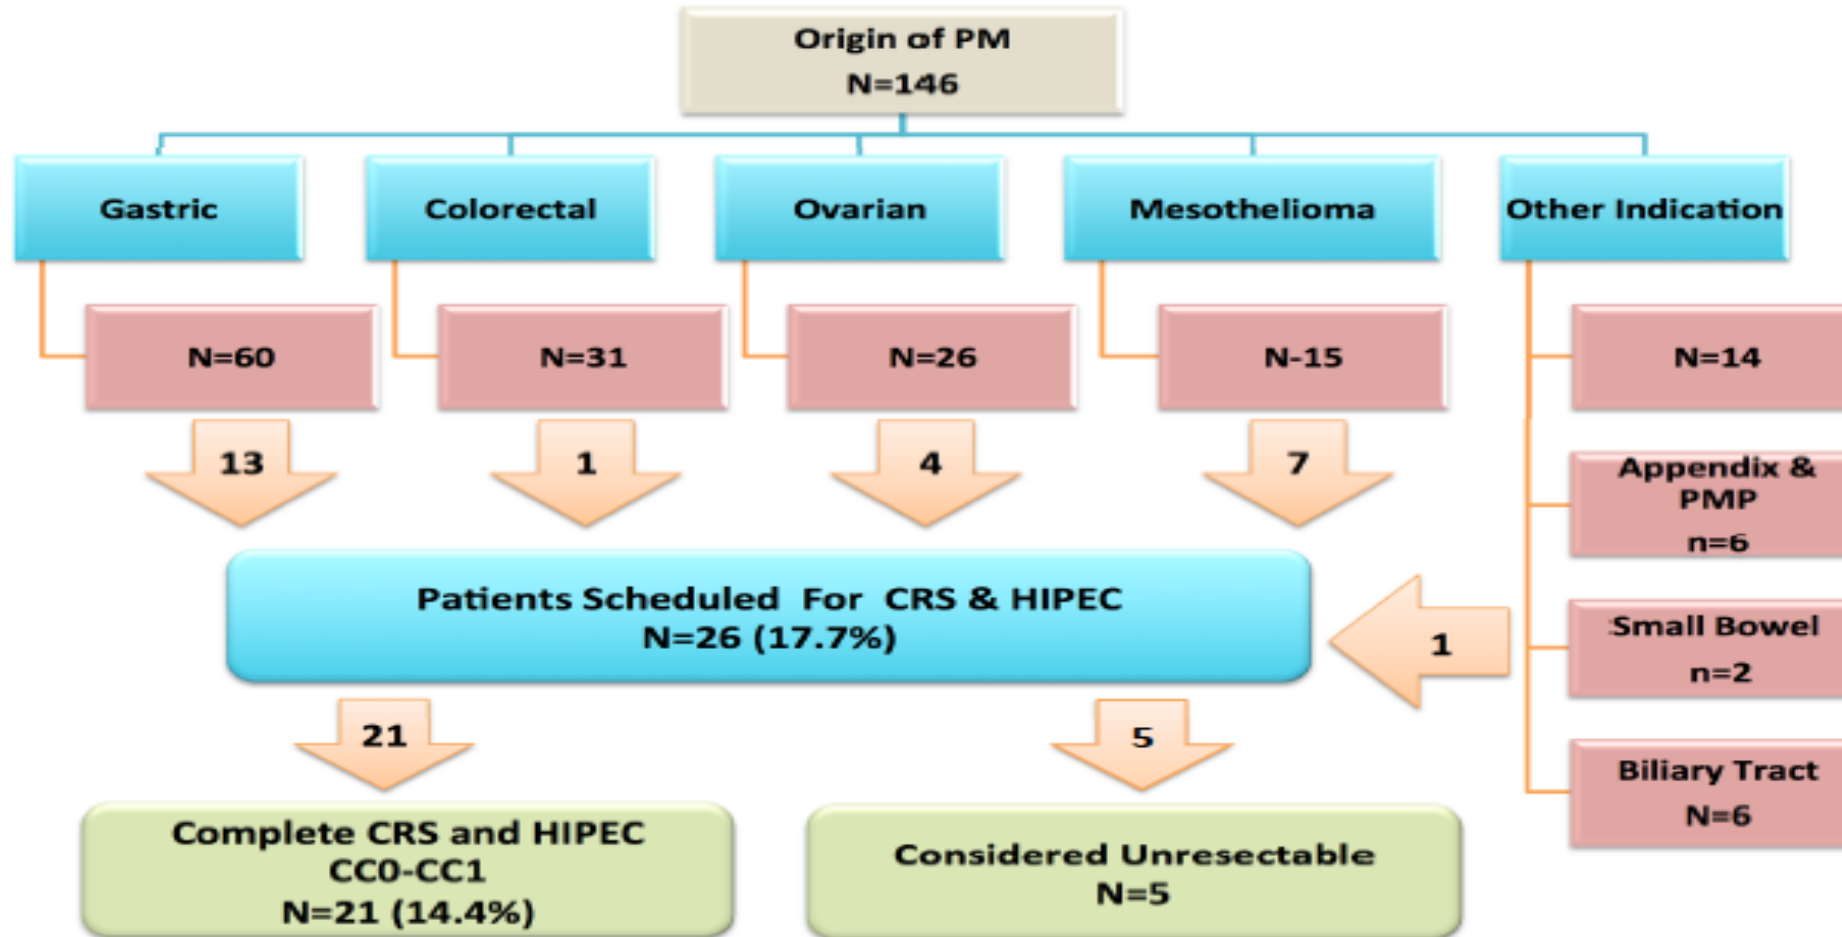 Origin of PM
N=146
Gastric
Colorectal
Ovarian
Mesothelioma
Other Indication
N=60
N=31
N=26
N-15
N=14
13
1
4
7
Appendix &
PMP
n=6
Patients Scheduled For CRS & HIPEC
N=26 (17.7%)
1
Small Bowel
n=2
21
5
Biliary Tract
N=6
Complete CRS and HIPEC
CC0-CC1
N=21 (14.4%)
Considered Unresectable
N=5